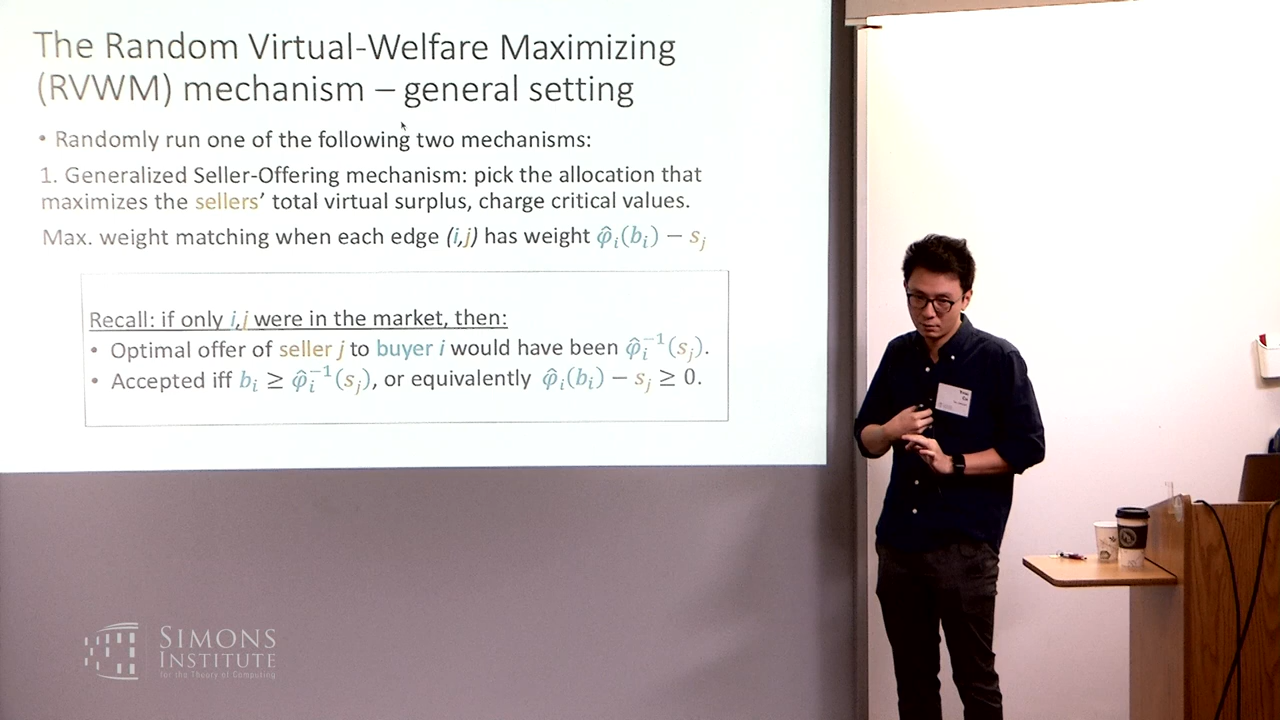 The Random Virtual-Welfare Maximizing
(RVWM) mechanism – general setting
• Randomly run one of the following two mechanisms:
1. Generalized Seller-Offering mechanism: pick the allocation that
maximizes the sellers' total virtual surplus, charge critical values.
Max. weight matching when each edge (i,j) has weight φ̂ᵢ(bᵢ) − sⱼ
Recall: if only i,j were in the market, then:
• Optimal offer of seller j to buyer i would have been φ̂ᵢ⁻¹(sⱼ).
• Accepted iff bᵢ ≥ φ̂ᵢ⁻¹(sⱼ), or equivalently φ̂ᵢ(bᵢ) − sⱼ ≥ 0.
SIMONS
INSTITUTE
for the Theory of Computing